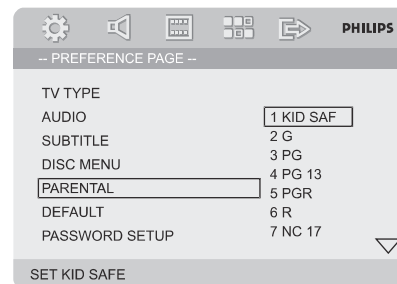 PHILIPS
-- PREFERENCE PAGE --
TV TYPE
AUDIO
SUBTITLE
DISC MENU
PARENTAL
DEFAULT
PASSWORD SETUP
1 KID SAF
2 G
3 PG
4 PG 13
5 PGR
6 R
7 NC 17
SET KID SAFE